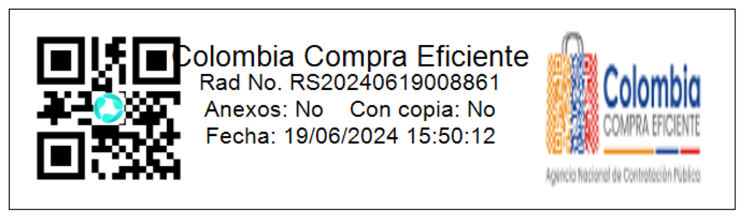 Colombia Compra Eficiente
Rad No. RS20240619008861
Anexos: No Con copia: No
Fecha: 19/06/2024 15:50:12
Colombia
COMPRA EFICIENTE
Agencia Nacional de Contratación Pública